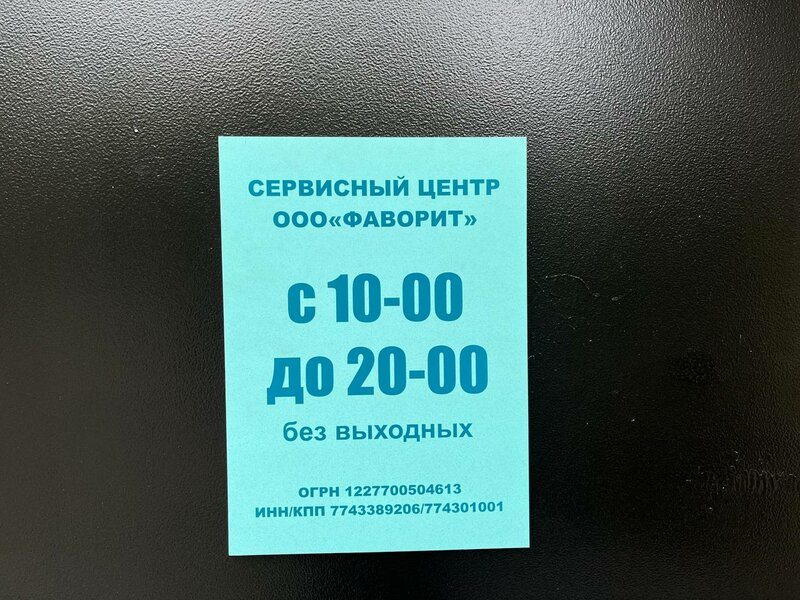 СЕРВИСНЫЙ ЦЕНТР
ООО«ФАВОРИТ»
с 10-00
до 20-00
без выходных
ОГРН 1227700504613
ИНН/КПП 7743389206/774301001